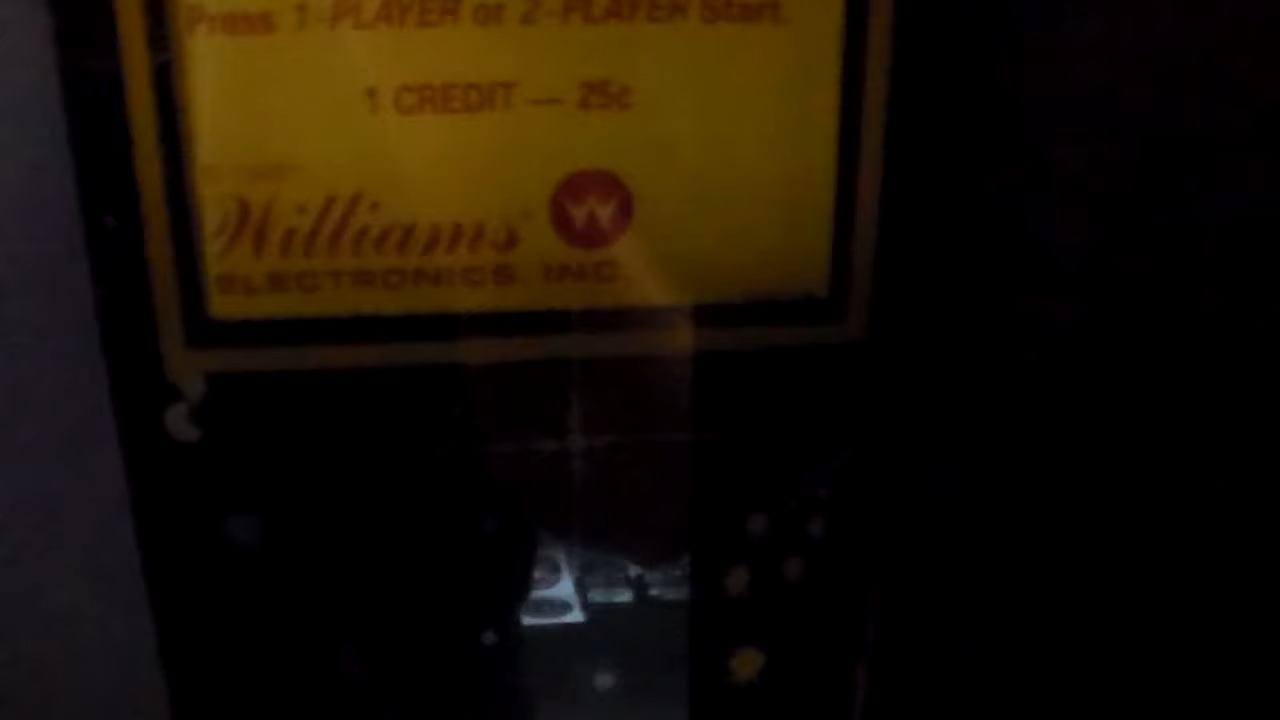 Press 1-PLAYER or 2-PLAYER Start.
1 CREDIT — 25¢
Williams W
ELECTRONICS, INC.